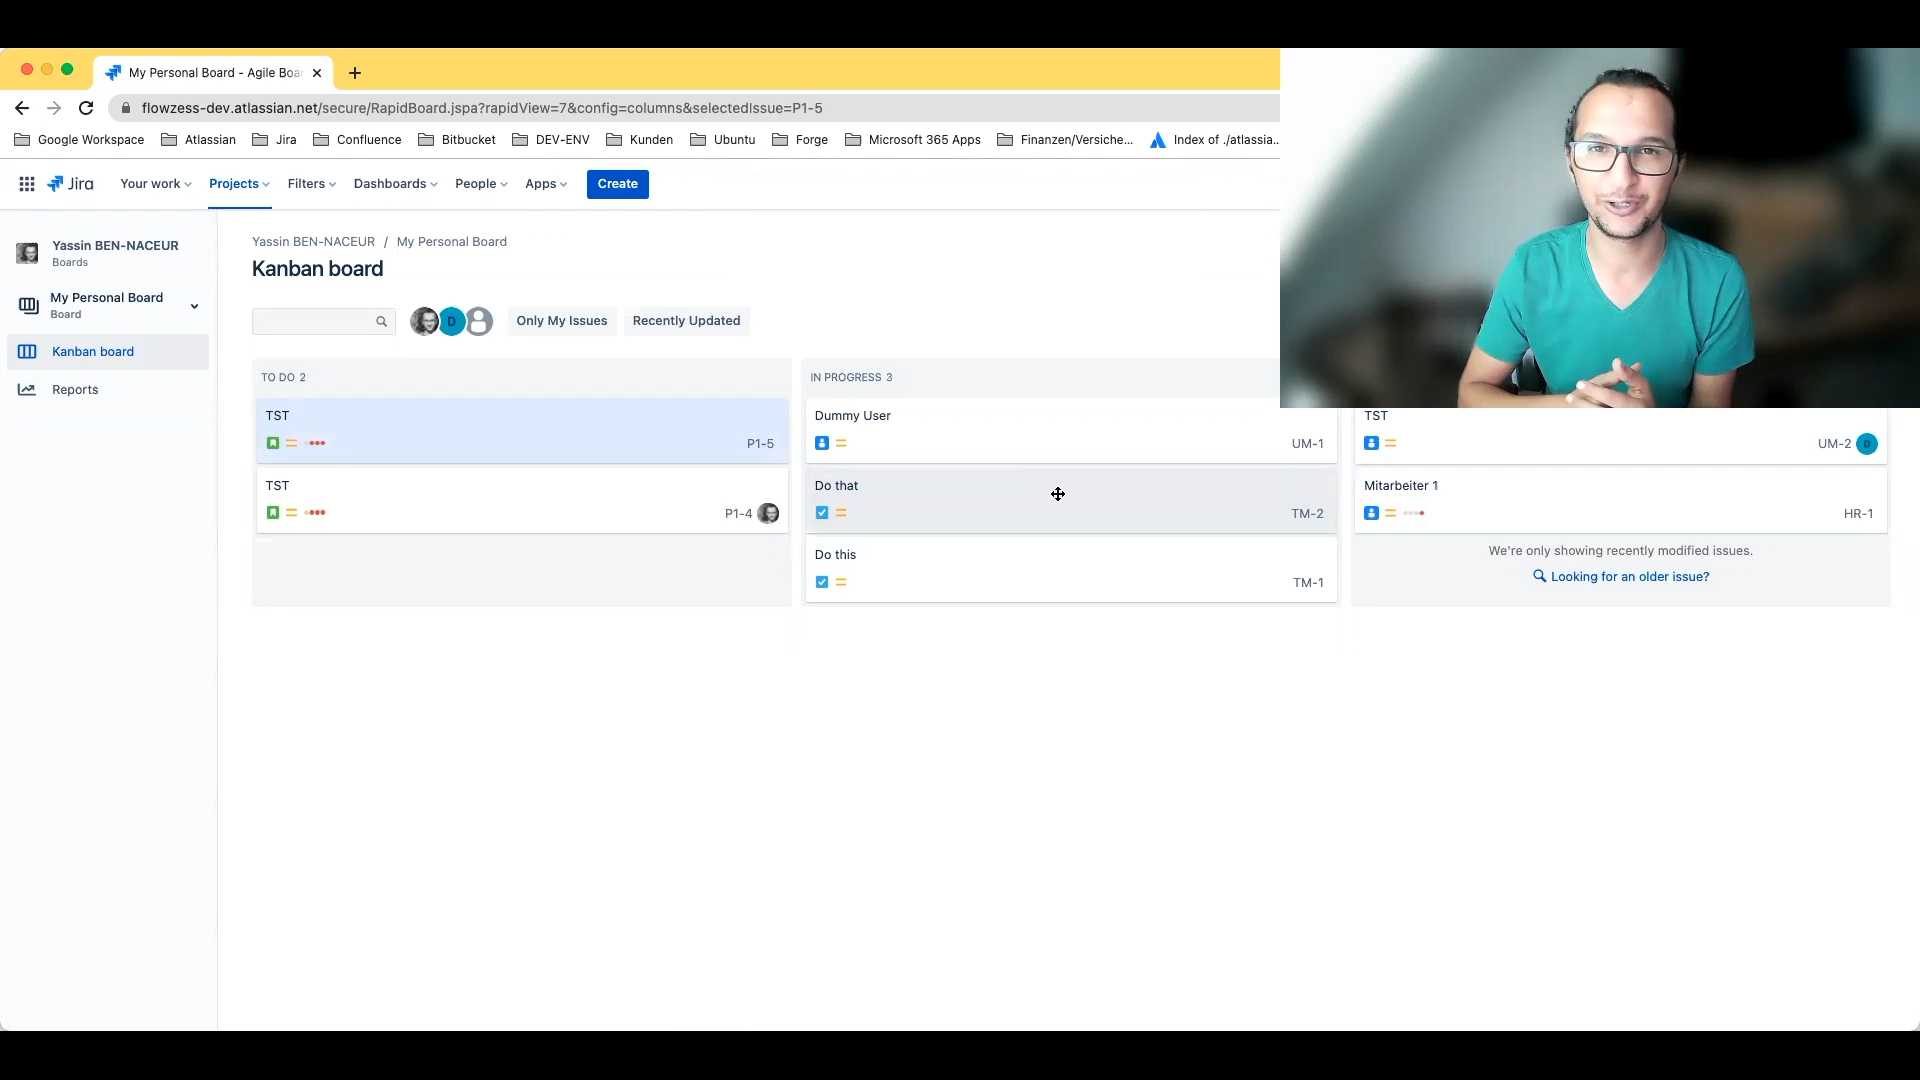 My Personal Board - Agile Boa
flowzess-dev.atlassian.net/secure/RapidBoard.jspa?rapidView=7&config=columns&selectedIssue=P1-5
Google Workspace Atlassian Jira Confluence Bitbucket DEV-ENV Kunden Ubuntu Forge Microsoft 365 Apps Finanzen/Versiche... Index of ./atlassia...
Jira Your work Projects Filters Dashboards People Apps Create
Yassin BEN-NACEUR
Boards
My Personal Board
Board
Kanban board
Reports
Yassin BEN-NACEUR / My Personal Board
Kanban board
D Only My Issues Recently Updated
TO DO 2
TST
P1-5
TST
P1-4
IN PROGRESS 3
Dummy User
UM-1
Do that
TM-2
Do this
TM-1
TST
UM-2 D
Mitarbeiter 1
HR-1
We're only showing recently modified issues.
Looking for an older issue?